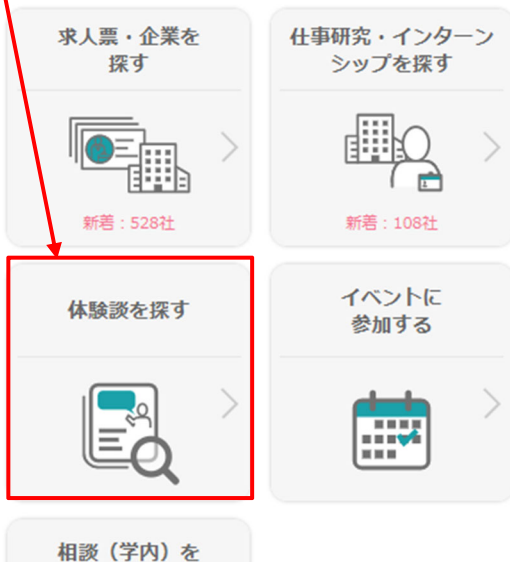 求人票・企業を
探す
新着：528社
仕事研究・インターン
シップを探す
新着：108社
体験談を探す
イベントに
参加する
相談（学内）を